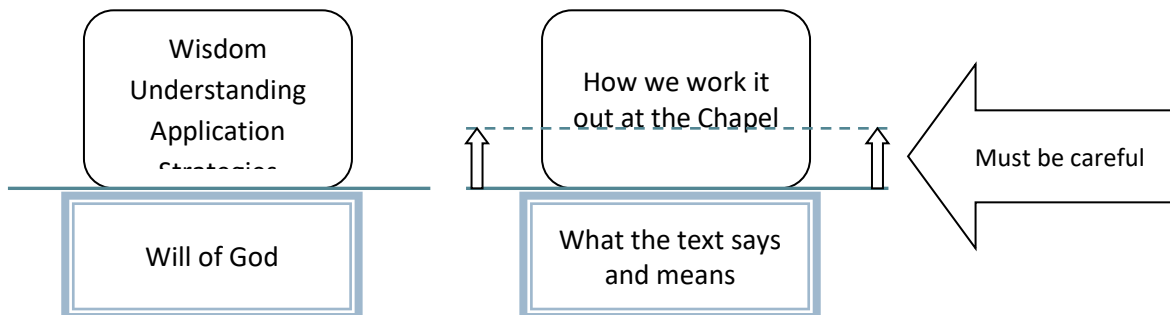 Wisdom
Understanding
Application
Strategies
How we work it
out at the Chapel
Must be careful
Will of God
What the text says
and means